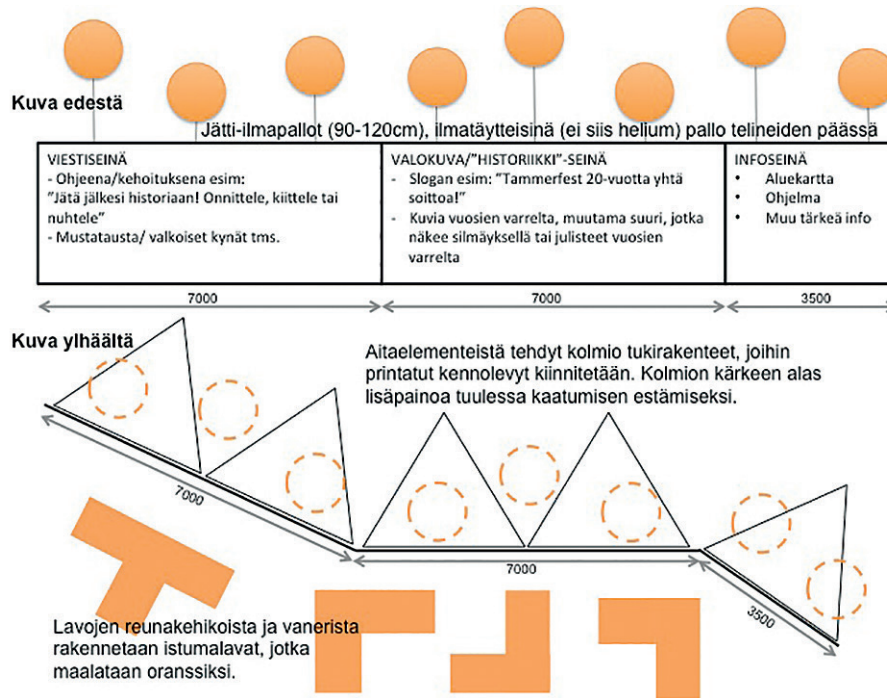 Kuva edestä
Jätti-ilmapallot (90-120cm), ilmatäytteisinä (ei siis helium) pallo telineiden päässä
VIESTISEINÄ
- Ohjeena/kehoituksena esim:
"Jätä jälkesi historiaan! Onnittele, kiittele tai
nuhtele"
- Mustatausta/ valkoiset kynät tms.
VALOKUVA/"HISTORIIKKI"-SEINÄ
- Slogan esim: "Tammerfest 20-vuotta yhtä
soittoa!"
- Kuvia vuosien varrelta, muutama suuri, jotka
näkee silmäyksellä tai julisteet vuosien
varrelta
INFOSEINÄ
• Aluekartta
• Ohjelma
• Muu tärkeä info
7000
7000
3500
Kuva ylhäältä
Aitaelementeistä tehdyt kolmio tukirakenteet, joihin
printatut kennolevyt kiinnitetään. Kolmion kärkeen alas
lisäpainoa tuulessa kaatumisen estämiseksi.
7000
7000
3500
Lavojen reunakehikoista ja vanerista
rakennetaan istumalavat, jotka
maalataan oranssiksi.